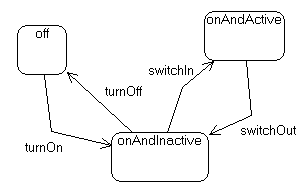 off
onAndActive
switchIn
turnOff
switchOut
turnOn
onAndInactive